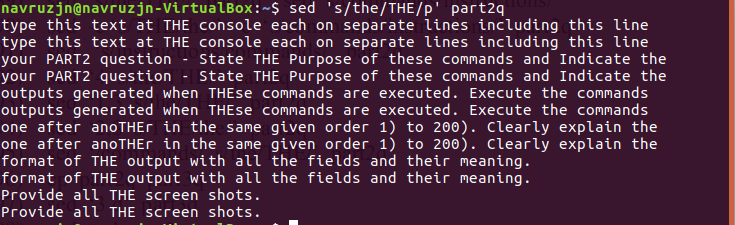 navruzjn@navruzjn-VirtualBox:~$ sed 's/the/THE/p' part2q
type this text at THE console each on separate lines including this line
type this text at THE console each on separate lines including this line
your PART2 question - State THE Purpose of these commands and Indicate the
your PART2 question - State THE Purpose of these commands and Indicate the
outputs generated when THEse commands are executed. Execute the commands
outputs generated when THEse commands are executed. Execute the commands
one after anoTHEr in the same given order 1) to 200). Clearly explain the
one after anoTHEr in the same given order 1) to 200). Clearly explain the
format of THE output with all the fields and their meaning.
format of THE output with all the fields and their meaning.
Provide all THE screen shots.
Provide all THE screen shots.